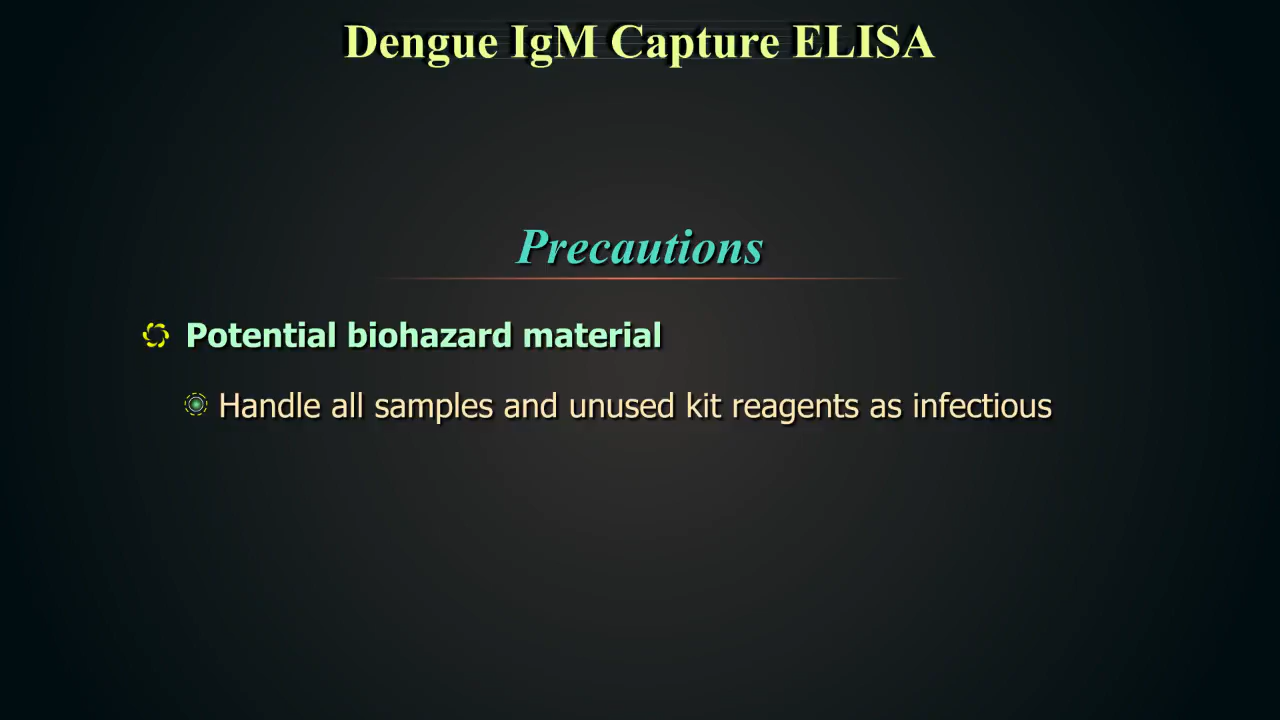 Dengue IgM Capture ELISA
Precautions
Potential biohazard material
Handle all samples and unused kit reagents as infectious